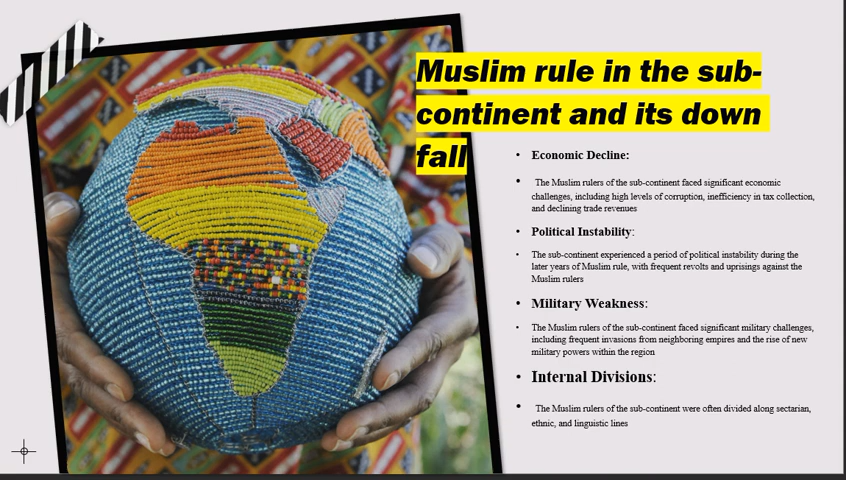 Muslim rule in the sub-
continent and its down
fall
• Economic Decline:
• The Muslim rulers of the sub-continent faced significant economic
challenges, including high levels of corruption, inefficiency in tax collection,
and declining trade revenues
• Political Instability:
• The sub-continent experienced a period of political instability during the
later years of Muslim rule, with frequent revolts and uprisings against the
Muslim rulers
• Military Weakness:
• The Muslim rulers of the sub-continent faced significant military challenges,
including frequent invasions from neighboring empires and the rise of new
military powers within the region
• Internal Divisions:
• The Muslim rulers of the sub-continent were often divided along sectarian,
ethnic, and linguistic lines